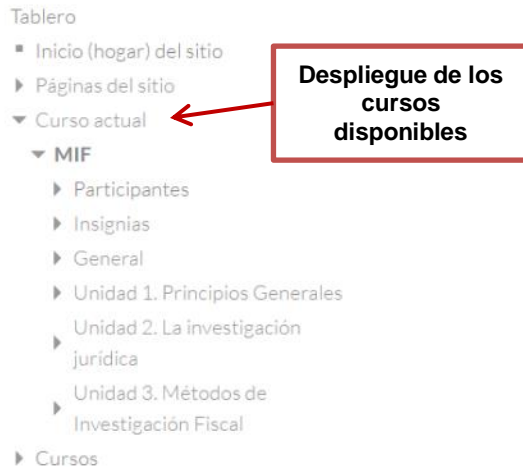 Tablero
Inicio (hogar) del sitio
Páginas del sitio
Curso actual
Despliegue de los
cursos
disponibles
MIF
Participantes
Insignias
General
Unidad 1. Principios Generales
Unidad 2. La investigación
jurídica
Unidad 3. Métodos de
Investigación Fiscal
Cursos